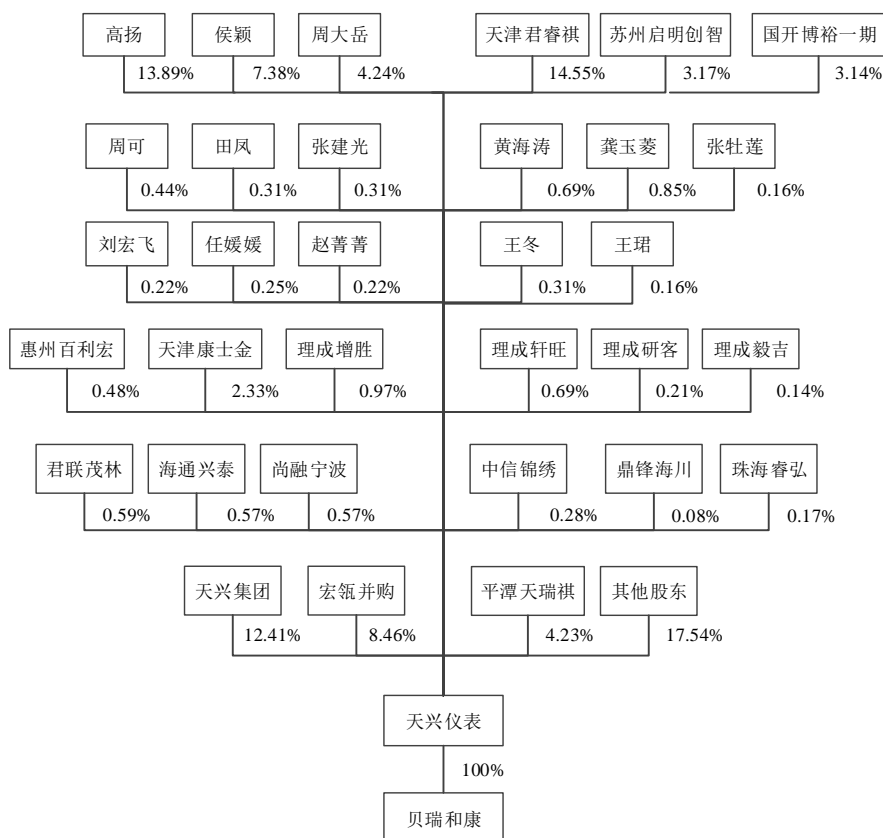 高扬 侯颖 周大岳 天津君睿祺 苏州启明创智 国开博裕一期
13.89% 7.38% 4.24% 14.55% 3.17% 3.14%
周可 田凤 张建光 黄海涛 龚玉菱 张牡莲
0.44% 0.31% 0.31% 0.69% 0.85% 0.16%
刘宏飞 任媛媛 赵菁菁 王冬 王珺
0.22% 0.25% 0.22% 0.31% 0.16%
惠州百利宏 天津康士金 理成增胜 理成轩旺 理成研客 理成毅吉
0.48% 2.33% 0.97% 0.69% 0.21% 0.14%
君联茂林 海通兴泰 尚融宁波 中信锦绣 鼎锋海川 珠海睿弘
0.59% 0.57% 0.57% 0.28% 0.08% 0.17%
天兴集团 宏瓴并购 平潭天瑞祺 其他股东
12.41% 8.46% 4.23% 17.54%
天兴仪表
100%
贝瑞和康